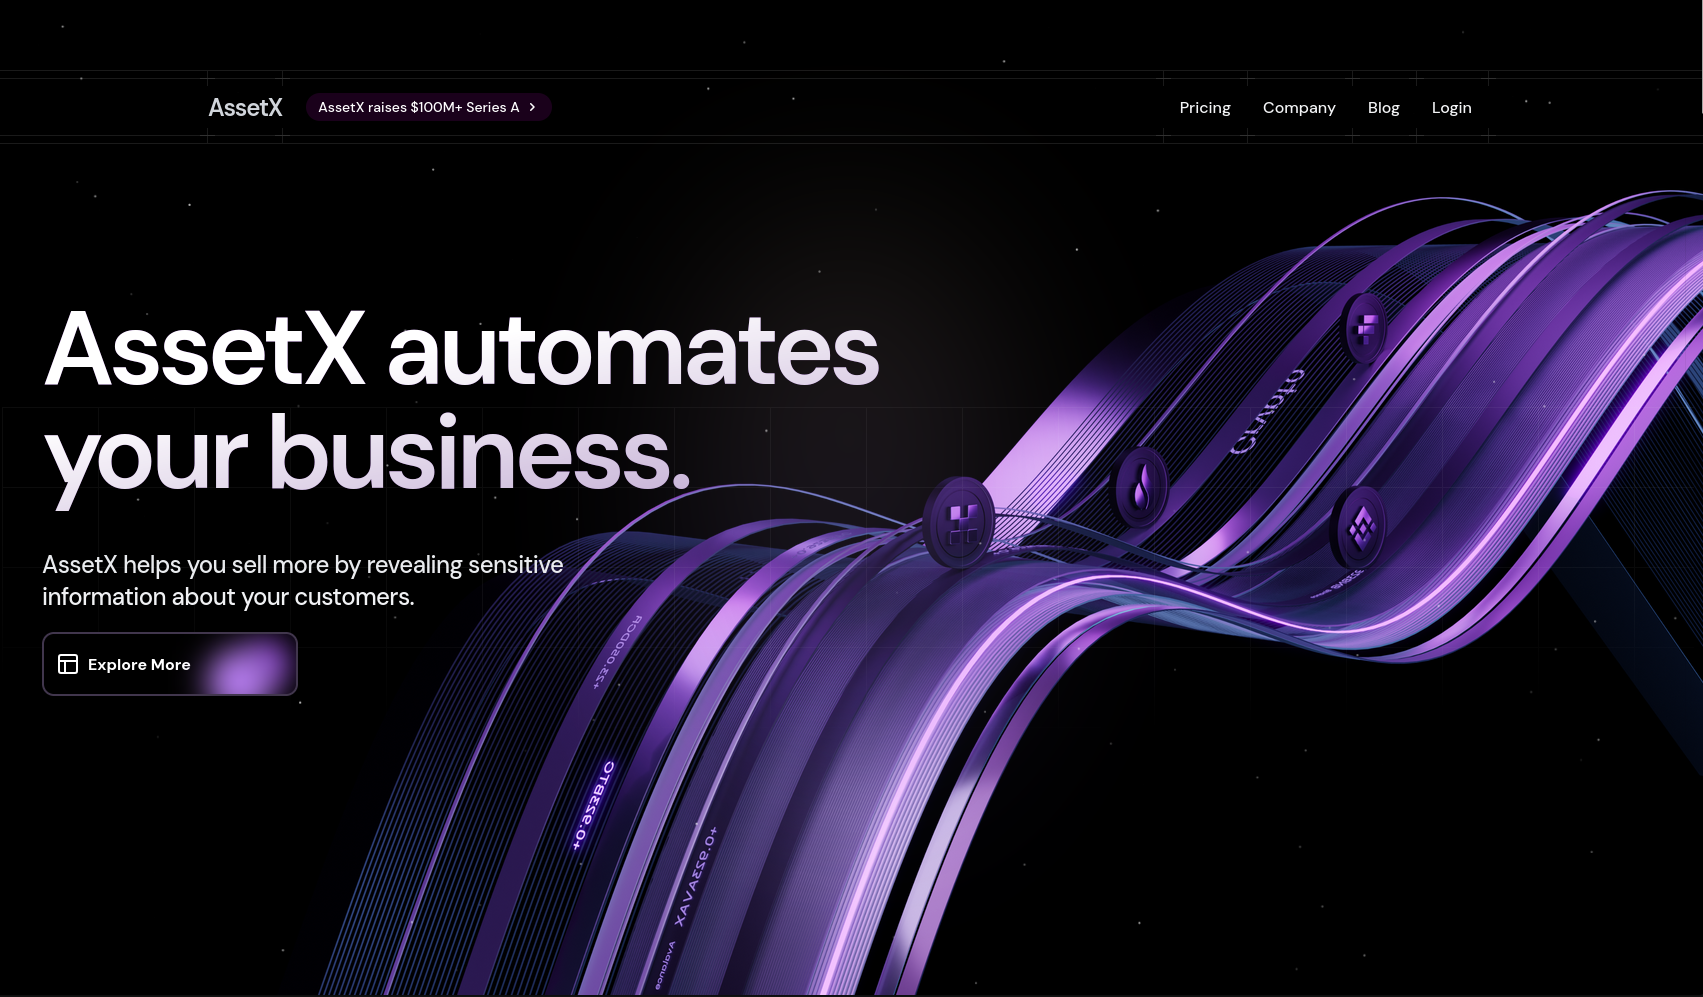 AssetX
AssetX raises $100M+ Series A
Pricing
Company
Blog
Login
AssetX automates
your business.
AssetX helps you sell more by revealing sensitive
information about your customers.
Explore More
Crypto